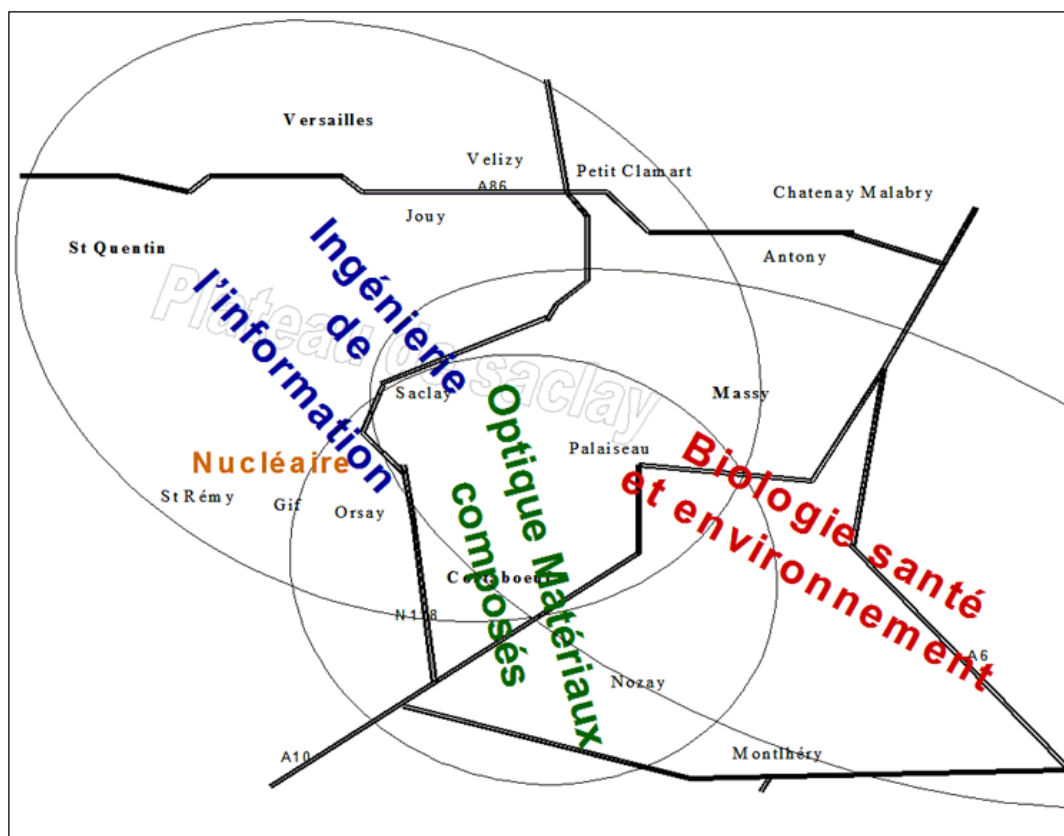 Versailles
Velizy
Petit Clamart
A86
Chatenay Malabry
Jouy
St Quentin
Antony
Ingénierie
de
l'information
Plateau de saclay
Saclay
Massy
Optique Matériaux
composés
Palaiseau
Biologie santé
et environnement
Nucléaire
St Rémy
Gif
Orsay
A6
Nozay
Montlhéry
A10